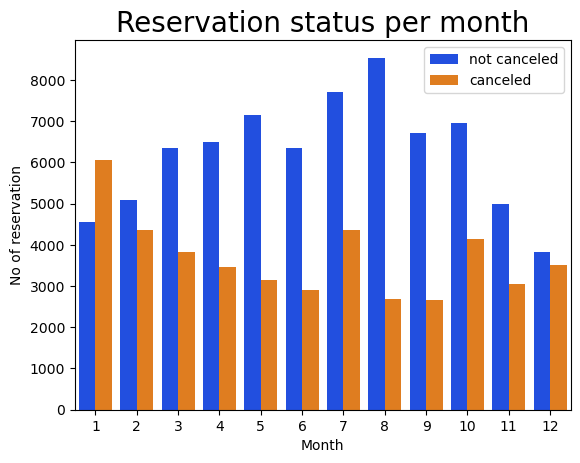 Reservation status per month
not canceled
canceled
No of reservation
8000
7000
6000
5000
4000
3000
2000
1000
0
1 2 3 4 5 6 7 8 9 10 11 12
Month